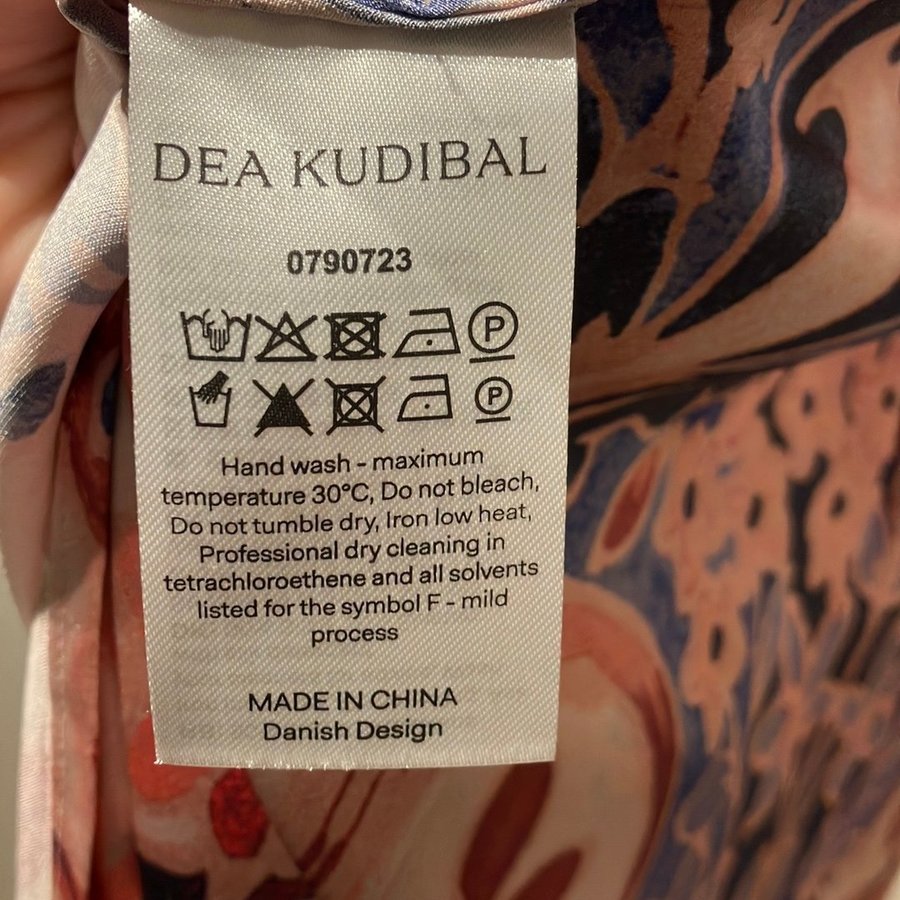 DEA KUDIBAL
0790723
P
P
Hand wash - maximum
temperature 30°C, Do not bleach,
Do not tumble dry, Iron low heat,
Professional dry cleaning in
tetrachloroethene and all solvents
listed for the symbol F - mild
process
MADE IN CHINA
Danish Design